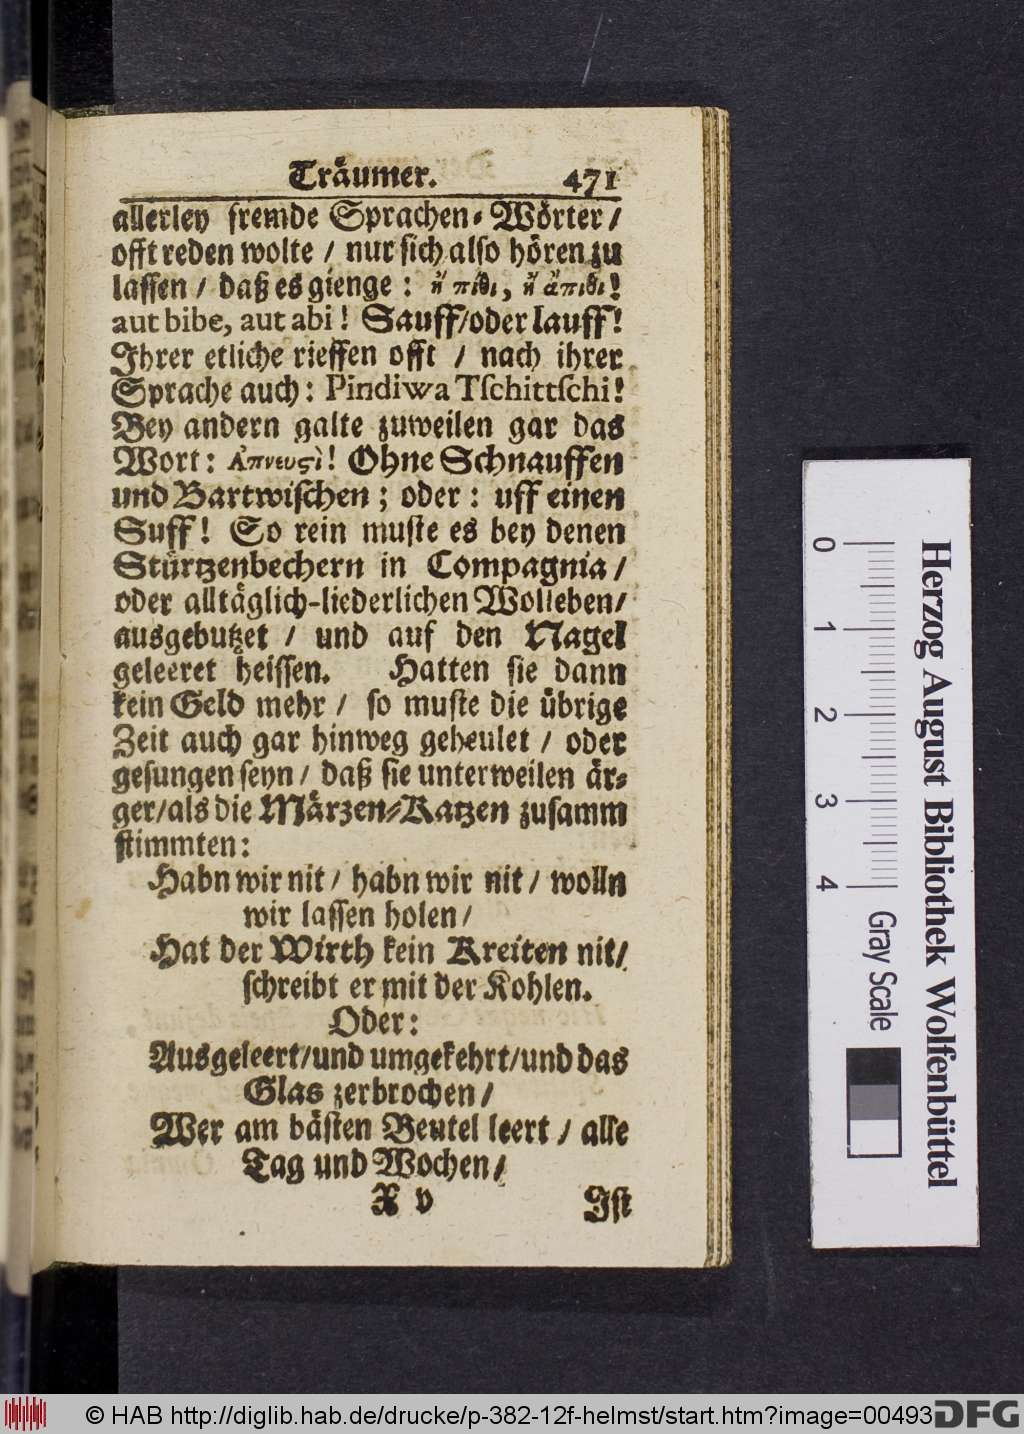 Träumer. 471
allerley fremde Sprachen-Wörter /
offt reden wolte / nur sich also hören zu
lassen / daß es gienge : ἢ πίθι, ἢ ἄπιθι!
aut bibe, aut abi! Sauff/oder lauff!
Ihrer etliche rieffen offt / nach ihrer
Sprache auch: Pindiwa Tſchittſchi!
Bey andern galte zuweilen gar das
Wort: Ἀπνευςὶ! Ohne Schnauffen
und Bartwiſchen ; oder : uff einen
Suff! So rein muſte es bey denen
Stürtzenbechern in Compagnia /
oder alltäglich-liederlichen Wolleben/
ausgebutzet / und auf den Nagel
geleeret heiſſen. Hatten ſie dann
kein Geld mehr / ſo muſte die übrige
Zeit auch gar hinweg geheulet / oder
geſungen ſeyn / daß ſie unterweilen är-
ger/als die Märzen-Katzen zuſamm
ſtimmten:
Habn wir nit / habn wir nit / wolln
wir laſſen holen /
Hat der Wirth kein Kreiten nit/
ſchreibt er mit der Kohlen.
Oder:
Ausgeleert/und umgekehrt/und das
Glas zerbrochen /
Wer am bäſten Beutel leert / alle
Tag und Wochen /
X v Iſt
Herzog August Bibliothek Wolfenbüttel
0 1 2 3 4 Gray Scale
© HAB http://diglib.hab.de/drucke/p-382-12f-helmst/start.htm?image=00493 DFG